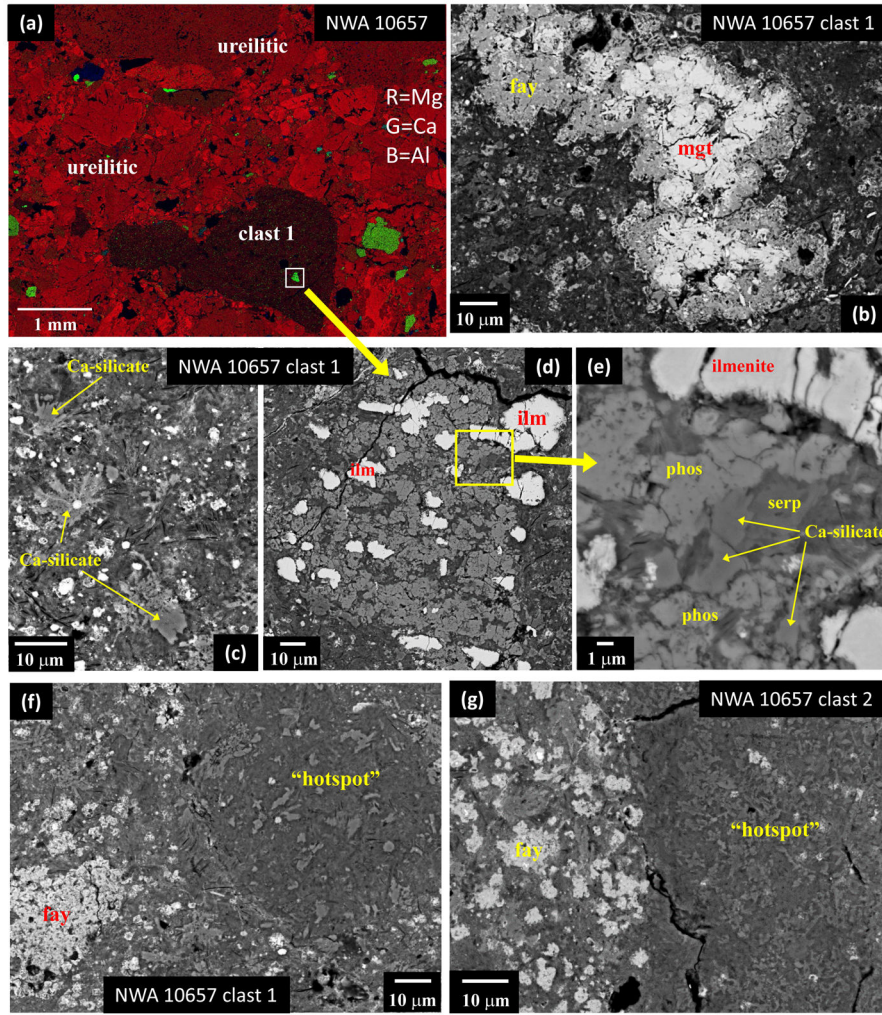 (a)
NWA 10657
ureilitic
R=Mg
G=Ca
B=Al
ureilitic
clast 1
1 mm
NWA 10657 clast 1
fay
mgt
10 µm
(b)
Ca-silicate
NWA 10657 clast 1
Ca-silicate
10 µm
(c)
(d)
ilm
ilm
10 µm
(e)
ilmenite
phos
serp
Ca-silicate
phos
1 µm
(f)
"hotspot"
fay
NWA 10657 clast 1
10 µm
(g)
NWA 10657 clast 2
"hotspot"
fay
10 µm